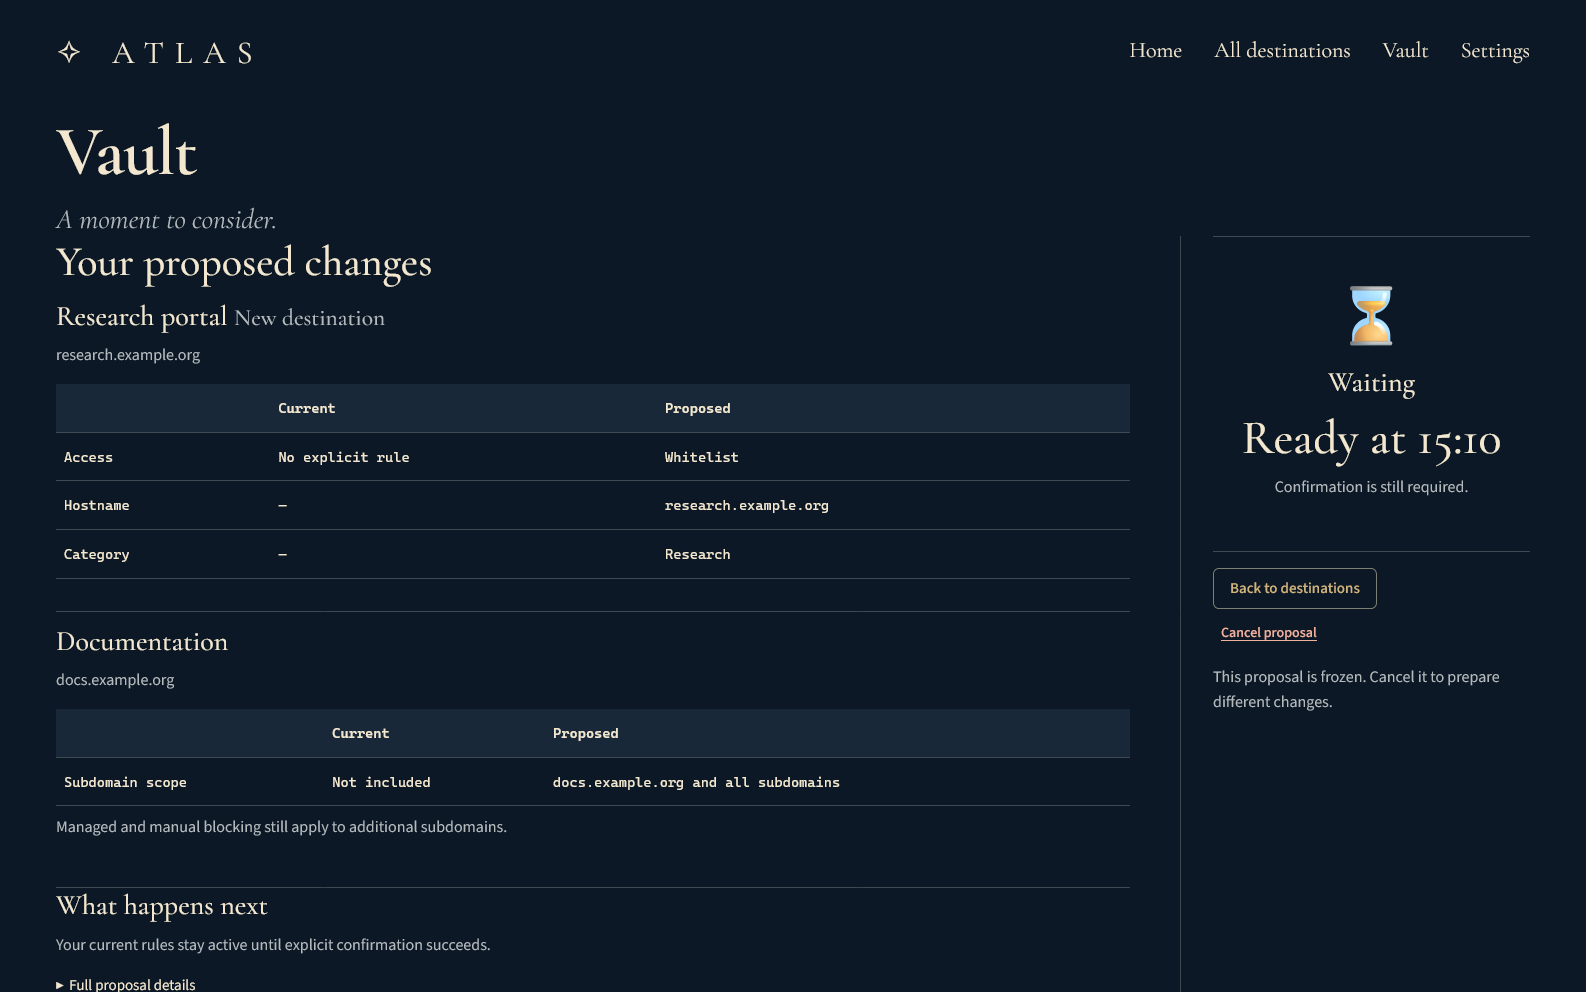 ✧ ATLAS
Home All destinations Vault Settings
Vault
A moment to consider.
Your proposed changes
Research portal New destination
research.example.org
Current Proposed
Access No explicit rule Whitelist
Hostname — research.example.org
Category — Research
Documentation
docs.example.org
Current Proposed
Subdomain scope Not included docs.example.org and all subdomains
Managed and manual blocking still apply to additional subdomains.
What happens next
Your current rules stay active until explicit confirmation succeeds.
▸ Full proposal details
Waiting
Ready at 15:10
Confirmation is still required.
Back to destinations
Cancel proposal
This proposal is frozen. Cancel it to prepare
different changes.